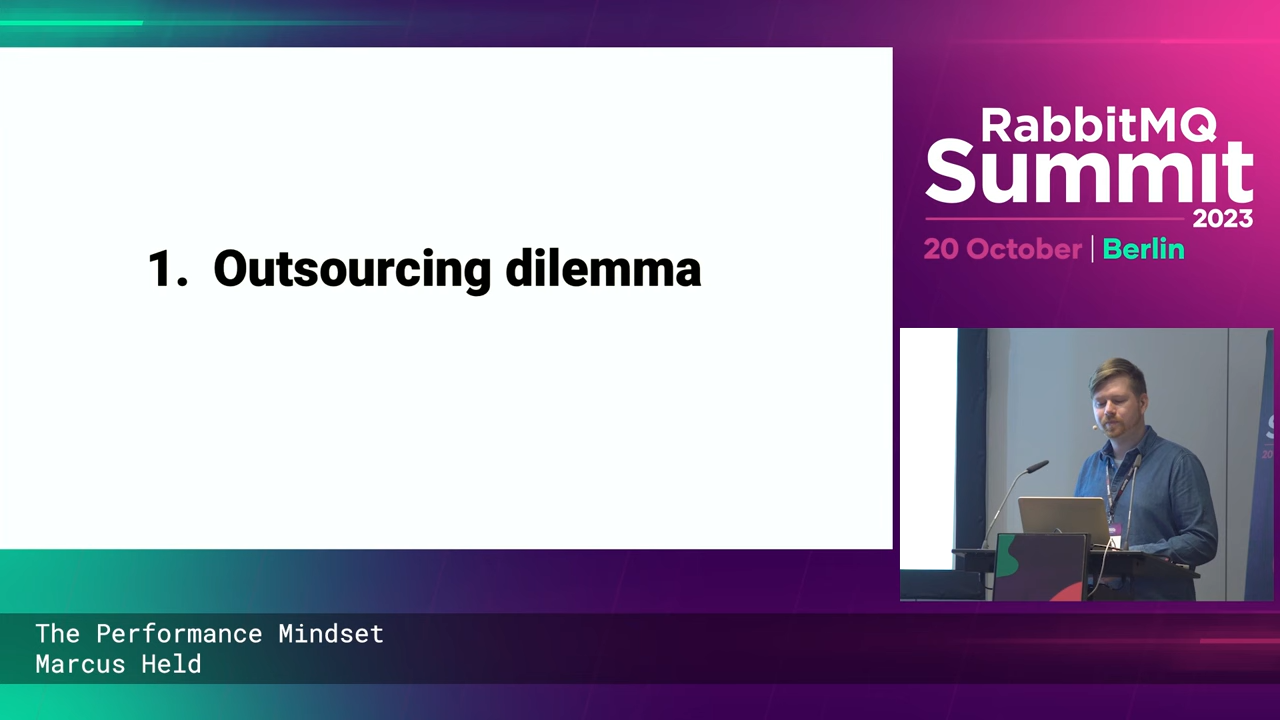 1. Outsourcing dilemma
RabbitMQ
Summit
2023
20 October | Berlin
The Performance Mindset
Marcus Held